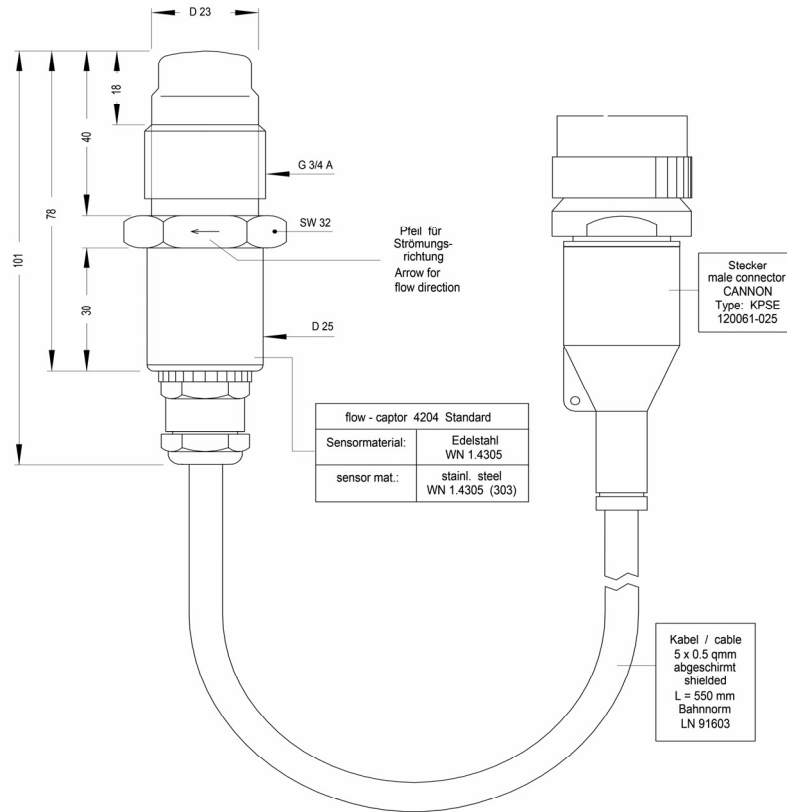 D 23
18
40
78
101
30
G 3/4 A
SW 32
Pfeil für
Strömungs-
richtung
Arrow for
flow direction
D 25
Stecker
male connector
CANNON
Type: KPSE
120061-025
flow - captor 4204 Standard
Sensormaterial: Edelstahl
WN 1.4305
sensor mat.: stainl. steel
WN 1.4305 (303)
Kabel / cable
5 x 0.5 qmm
abgeschirmt
shielded
L = 550 mm
Bahnnorm
LN 91603